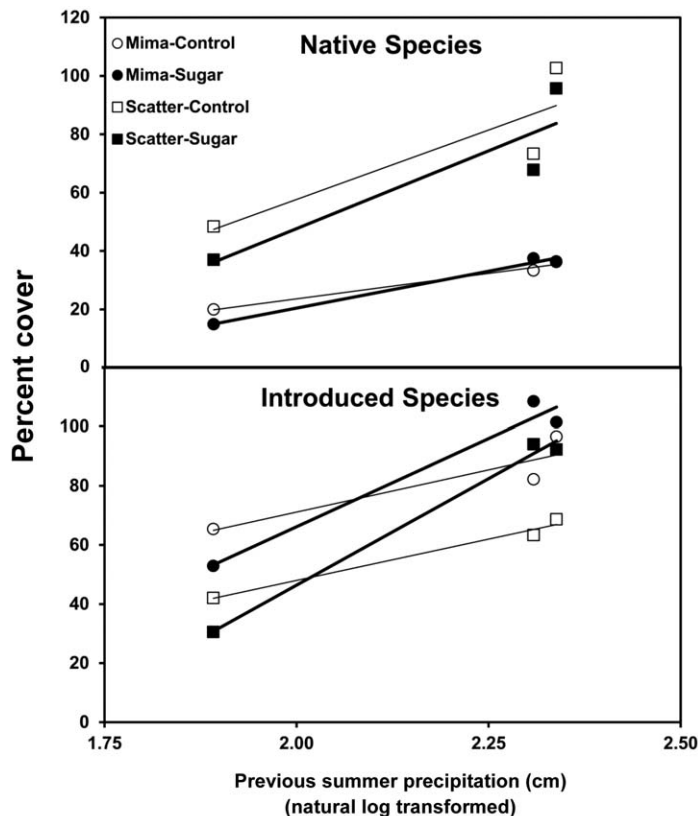 120
100
80
60
40
20
0
Native Species
Mima-Control
Mima-Sugar
Scatter-Control
Scatter-Sugar
Percent cover
Introduced Species
100
80
60
40
20
0
1.75
2.00
2.25
2.50
Previous summer precipitation (cm)
(natural log transformed)